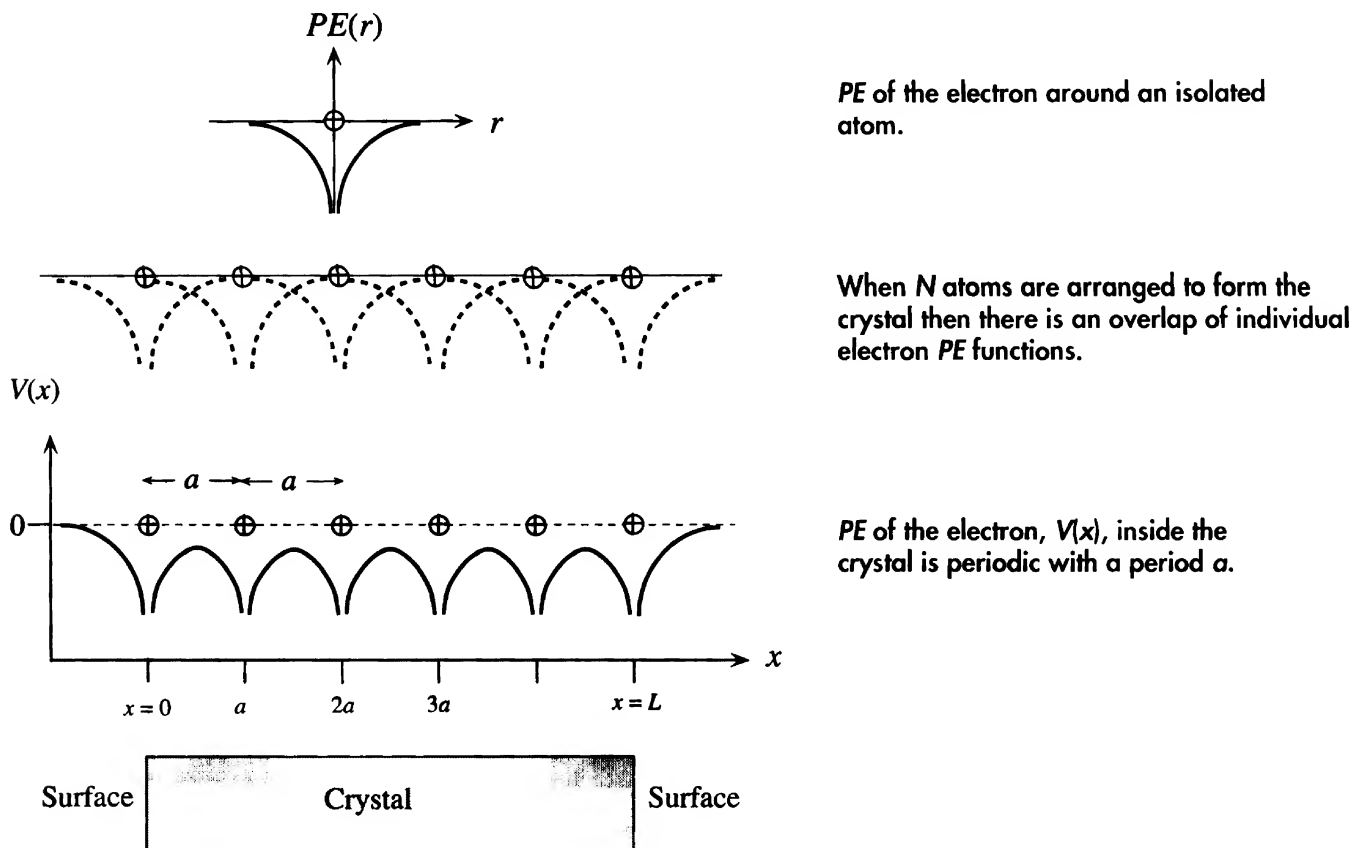 PE(r)
r
PE of the electron around an isolated
atom.
When N atoms are arranged to form the
crystal then there is an overlap of individual
electron PE functions.
V(x)
a a
0
PE of the electron, V(x), inside the
crystal is periodic with a period a.
x
x = 0 a 2a 3a x = L
Surface Crystal Surface